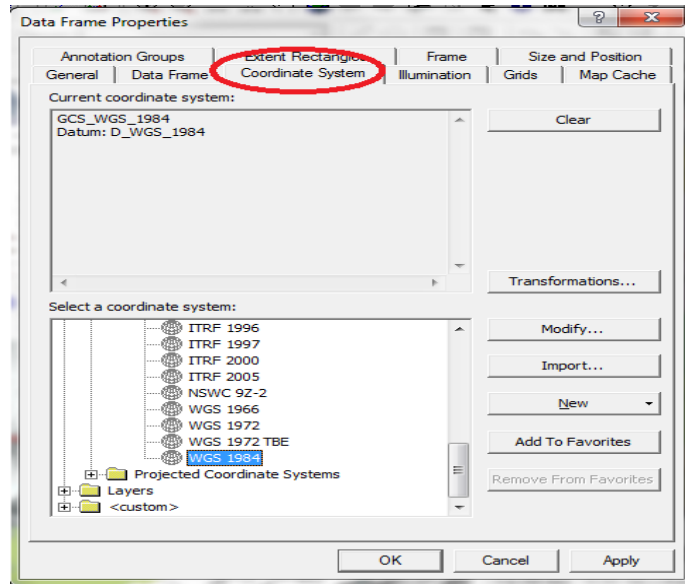 Data Frame Properties
Annotation Groups Extent Rectangles Frame Size and Position
General Data Frame Coordinate System Illumination Grids Map Cache
Current coordinate system:
GCS_WGS_1984
Datum: D_WGS_1984
Clear
Transformations...
Select a coordinate system:
ITRF 1996
ITRF 1997
ITRF 2000
ITRF 2005
NSWC 9Z-2
WGS 1966
WGS 1972
WGS 1972 TBE
WGS 1984
Projected Coordinate Systems
Layers
<custom>
Modify...
Import...
New
Add To Favorites
Remove From Favorites
OK Cancel Apply